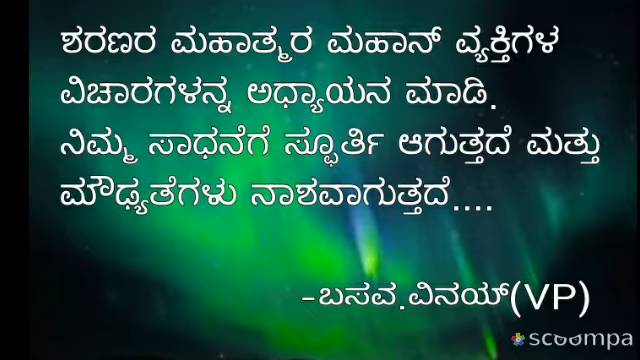 ಶರಣರ ಮಹಾತ್ಮರ ಮಹಾನ್ ವ್ಯಕ್ತಿಗಳ
ವಿಚಾರಗಳನ್ನ ಅಧ್ಯಾಯನ ಮಾಡಿ.
ನಿಮ್ಮ ಸಾಧನೆಗೆ ಸ್ಫೂರ್ತಿ ಆಗುತ್ತದೆ ಮತ್ತು
ಮೌಢ್ಯತೆಗಳು ನಾಶವಾಗುತ್ತದೆ....
-ಬಸವ.ವಿನಯ್(VP)
scoompa